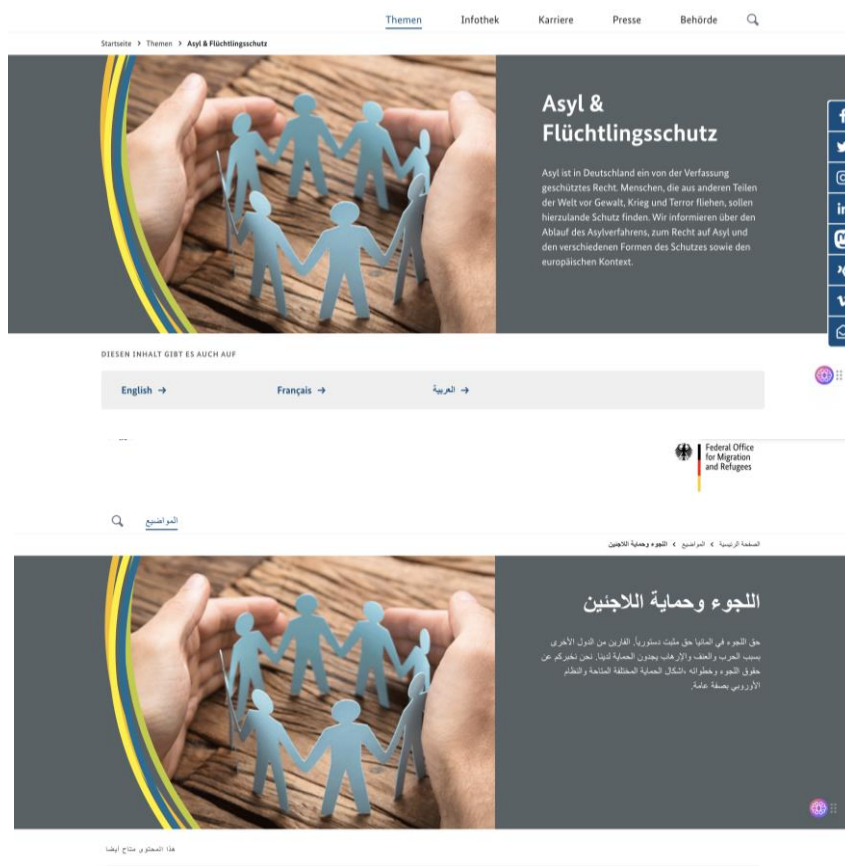 Themen Infothek Karriere Presse Behörde
Startseite > Themen > Asyl & Flüchtlingsschutz
Asyl &
Flüchtlingsschutz
Asyl ist in Deutschland ein von der Verfassung
geschütztes Recht. Menschen, die aus anderen Teilen
der Welt vor Gewalt, Krieg und Terror fliehen, sollen
hierzulande Schutz finden. Wir informieren über den
Ablauf des Asylverfahrens, zum Recht auf Asyl und
den verschiedenen Formen des Schutzes sowie den
europäischen Kontext.
DIESEN INHALT GIBT ES AUCH AUF
English → Français → العربية →
Federal Office
for Migration
and Refugees
المواضيع
الصفحة الرئيسية > المواضيع > اللجوء وحماية اللاجئين
اللجوء وحماية اللاجئين
حق اللجوء في المانيا حق مثبت دستورياً. الفارين من الدول الأخرى
بسبب الحرب والعنف والإرهاب يجدون الحماية لدينا. نحن نخبركم عن
حقوق اللجوء وخطواته ،اشكال الحماية المختلفة المتاحة والنظام
الأوروبي بصفة عامة.
هذا المحتوى متاح أيضا